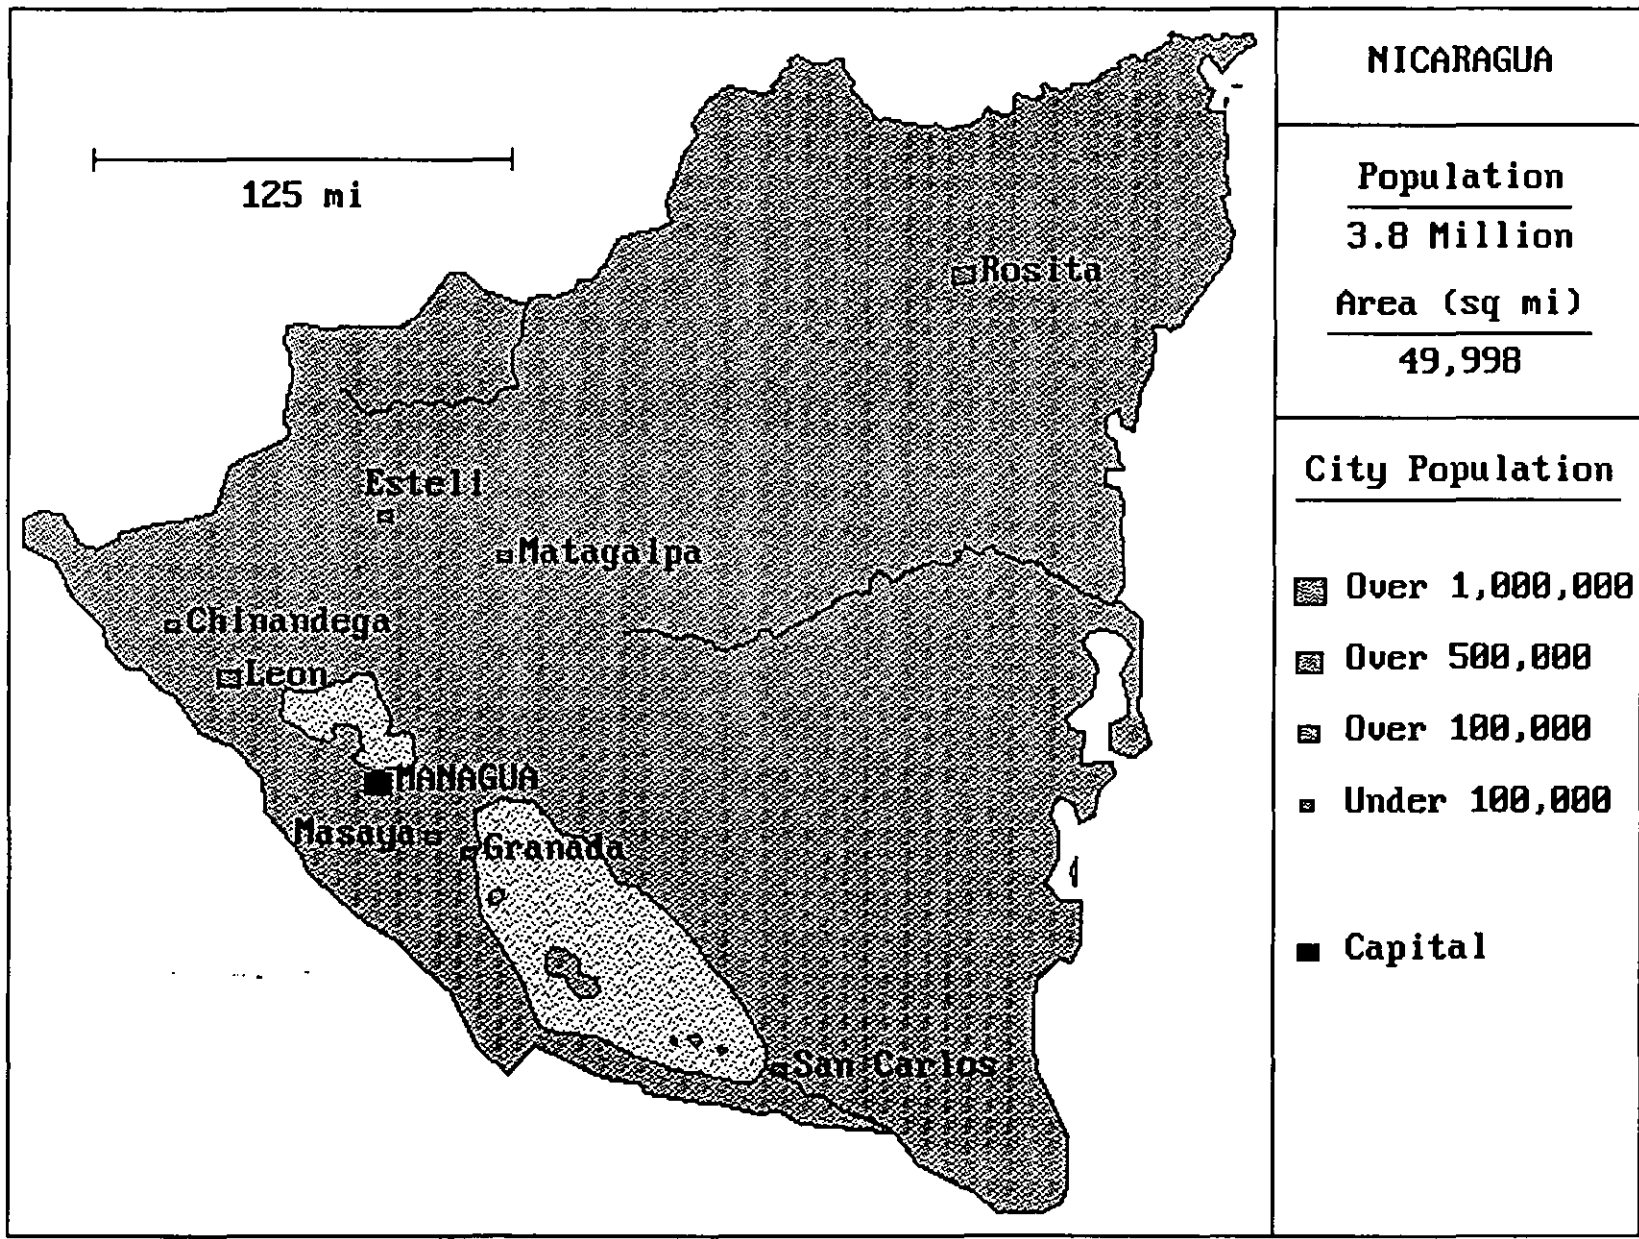 NICARAGUA
125 mi
Population
3.8 Million
Area (sq mi)
49,998
Rosita
City Population
Esteli
Matagalpa
Over 1,000,000
Chinandega
Over 500,000
Leon
Over 100,000
MANAGUA
Under 100,000
Masaya
Granada
Capital
San Carlos